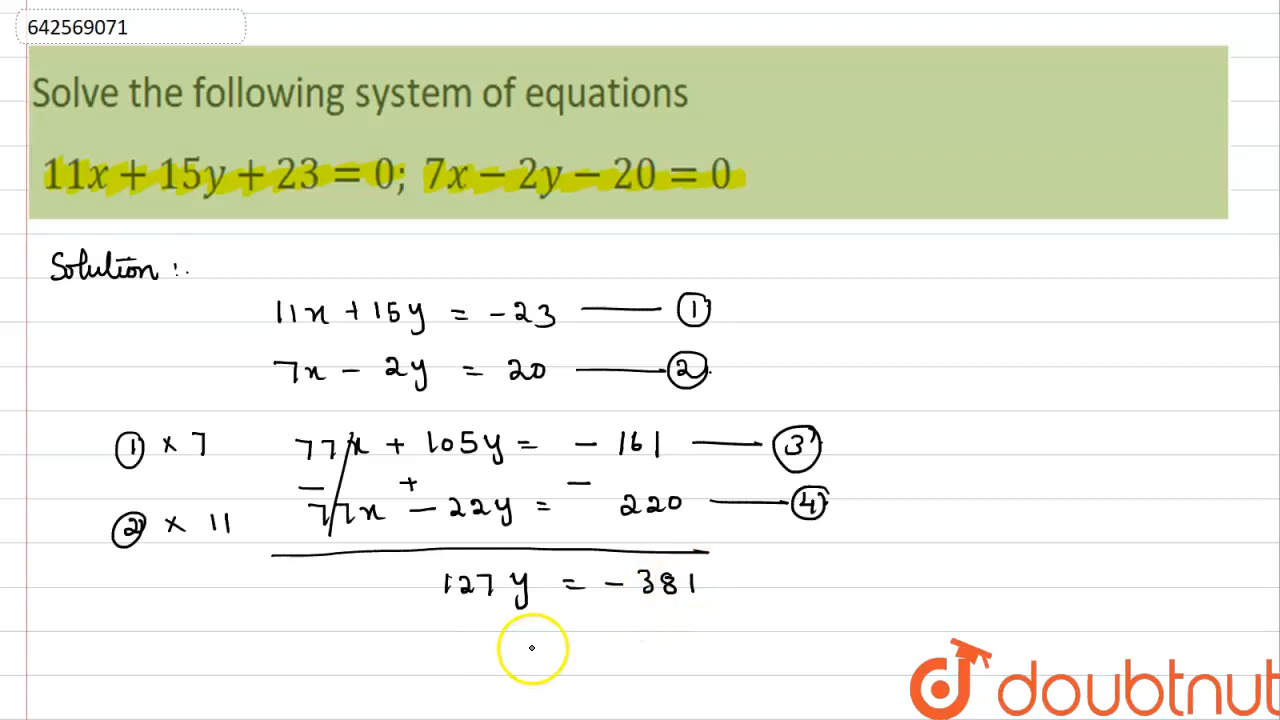 642569071
Solve the following system of equations
11x + 15y + 23 = 0; 7x − 2y − 20 = 0
Solution :.
11x + 15y = -23 —— ①
7x - 2y = 20 —— ②
① × 7 77x + 105y = - 161 —— ③
− + −
② × 11 77x - 22y = 220 —— ④
127y = - 381
doubtnut